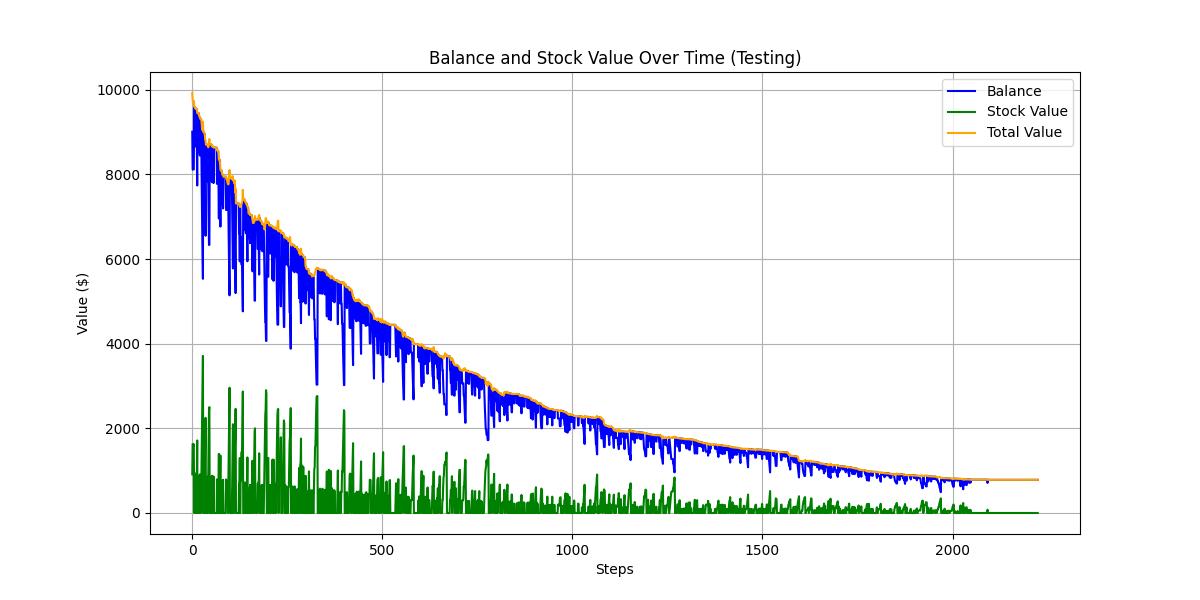 Balance and Stock Value Over Time (Testing)
Balance
Stock Value
Total Value
Value ($)
10000
8000
6000
4000
2000
0
0
500
1000
1500
2000
Steps